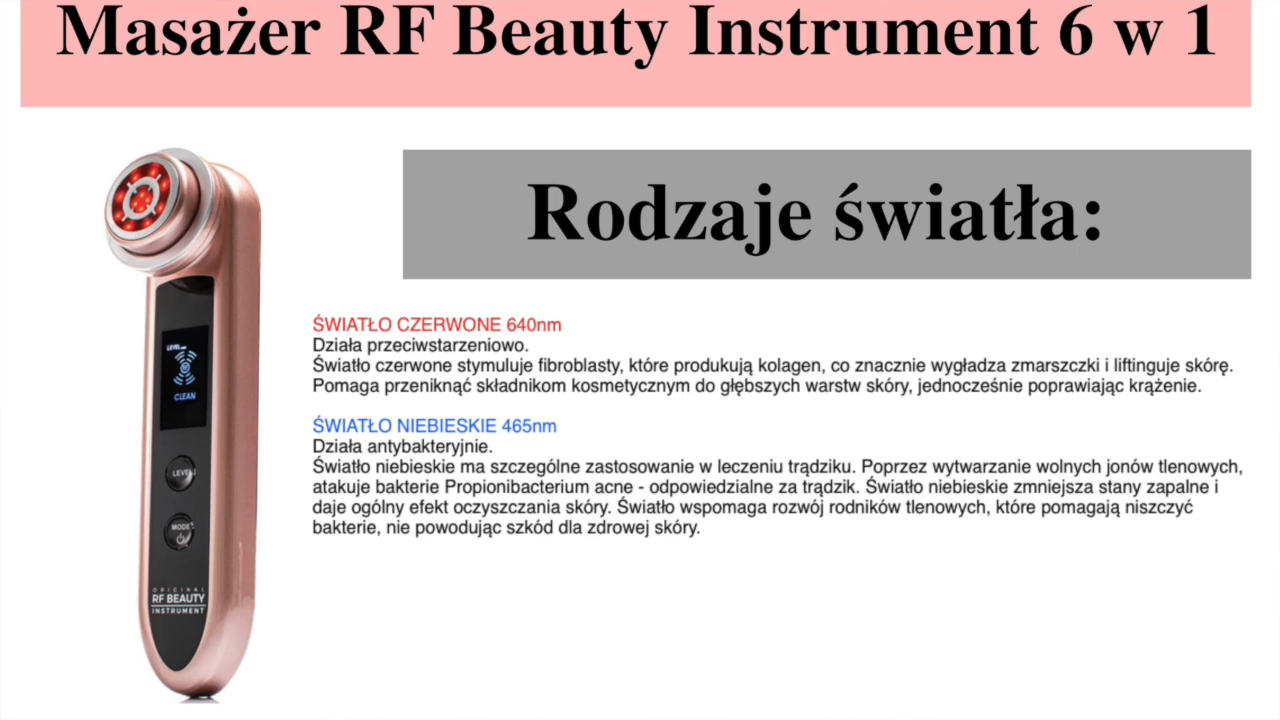 Masażer RF Beauty Instrument 6 w 1
Rodzaje światła:
ŚWIATŁO CZERWONE 640nm
Działa przeciwstarzeniowo.
Światło czerwone stymuluje fibroblasty, które produkują kolagen, co znacznie wygładza zmarszczki i liftinguje skórę.
Pomaga przeniknąć składnikom kosmetycznym do głębszych warstw skóry, jednocześnie poprawiając krążenie.
ŚWIATŁO NIEBIESKIE 465nm
Działa antybakteryjnie.
Światło niebieskie ma szczególne zastosowanie w leczeniu trądziku. Poprzez wytwarzanie wolnych jonów tlenowych,
atakuje bakterie Propionibacterium acne - odpowiedzialne za trądzik. Światło niebieskie zmniejsza stany zapalne i
daje ogólny efekt oczyszczania skóry. Światło wspomaga rozwój rodników tlenowych, które pomagają niszczyć
bakterie, nie powodując szkód dla zdrowej skóry.
LEVEL
CLEAN
LEVEL
MODE
ORIGINAL
RF BEAUTY
INSTRUMENT